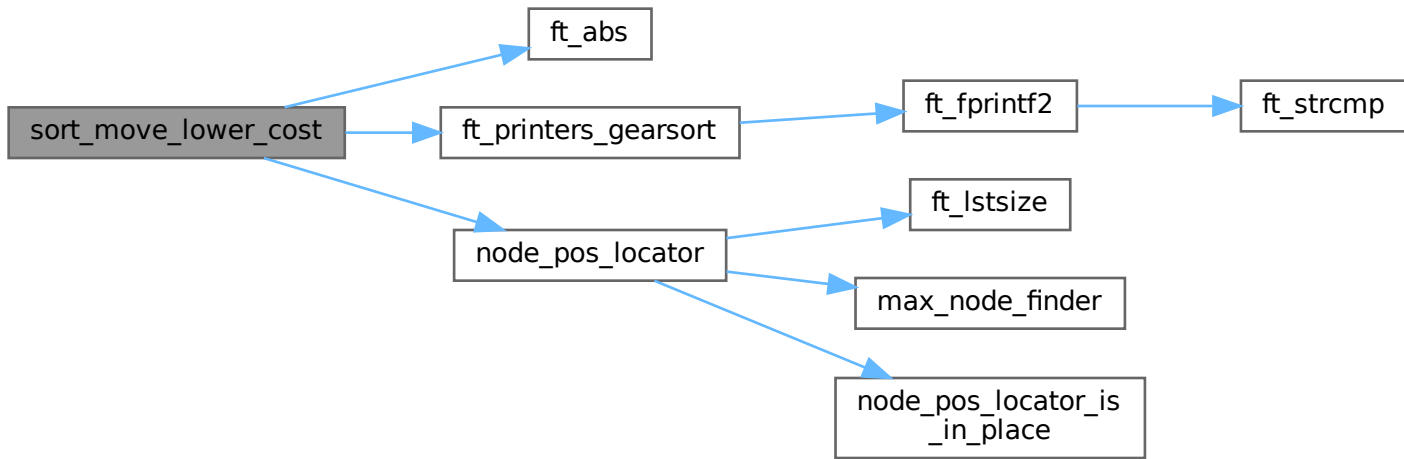 ft_abs
sort_move_lower_cost
ft_printers_gearsort
ft_fprintf2
ft_strcmp
node_pos_locator
ft_lstsize
max_node_finder
node_pos_locator_is
_in_place